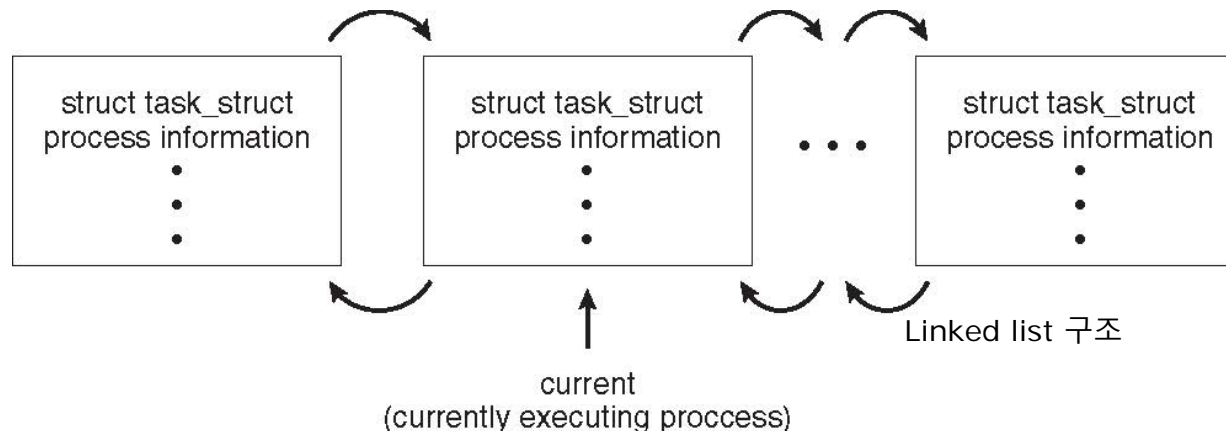 struct task_struct
process information
struct task_struct
process information
struct task_struct
process information
Linked list 구조
current
(currently executing proccess)